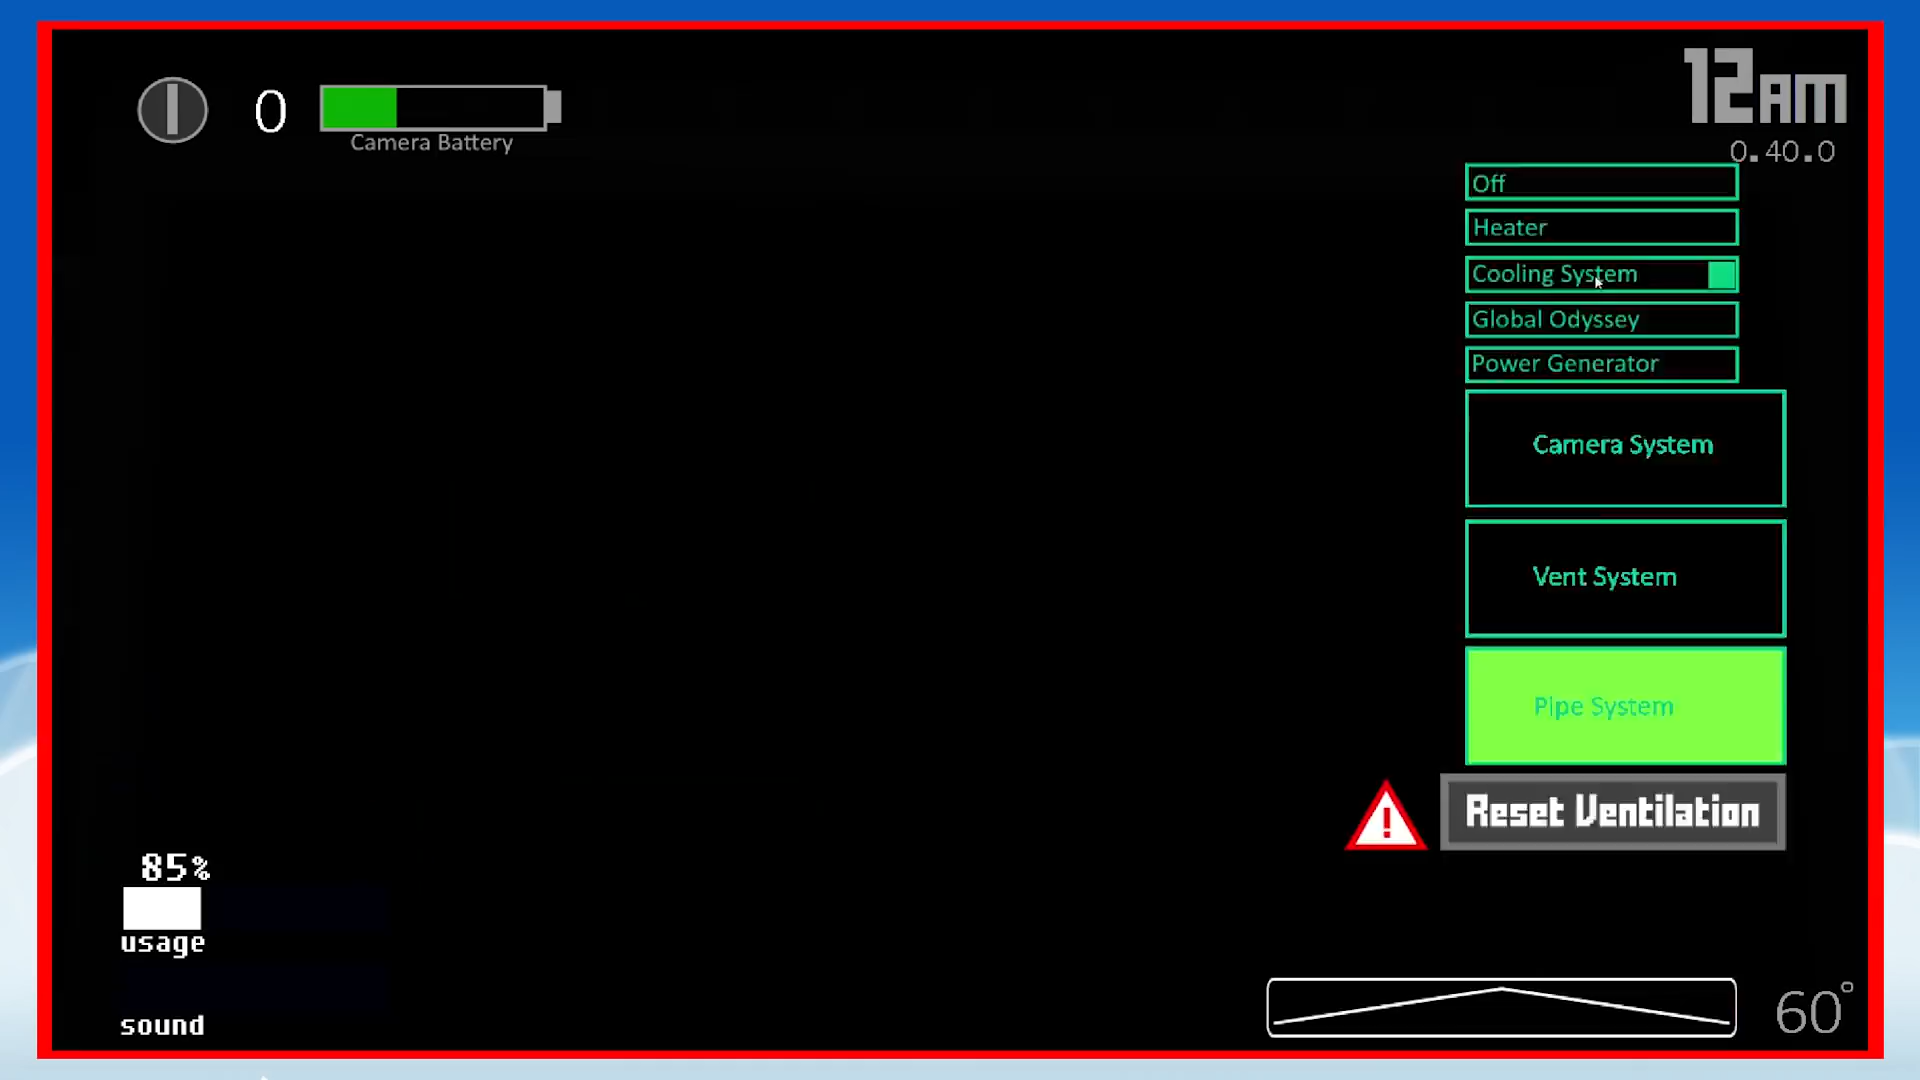 0
Camera Battery
12AM
0.40.0
Off
Heater
Cooling System
Global Odyssey
Power Generator
Camera System
Vent System
Pipe System
!
Reset Ventilation
85%
usage
sound
60°